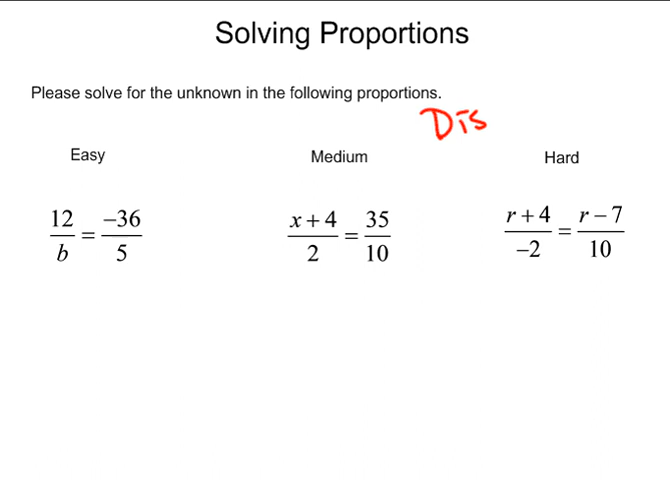 Solving Proportions
Please solve for the unknown in the following proportions.
Dis
Easy
Medium
Hard
12/b = -36/5
x+4/2 = 35/10
r+4/-2 = r-7/10